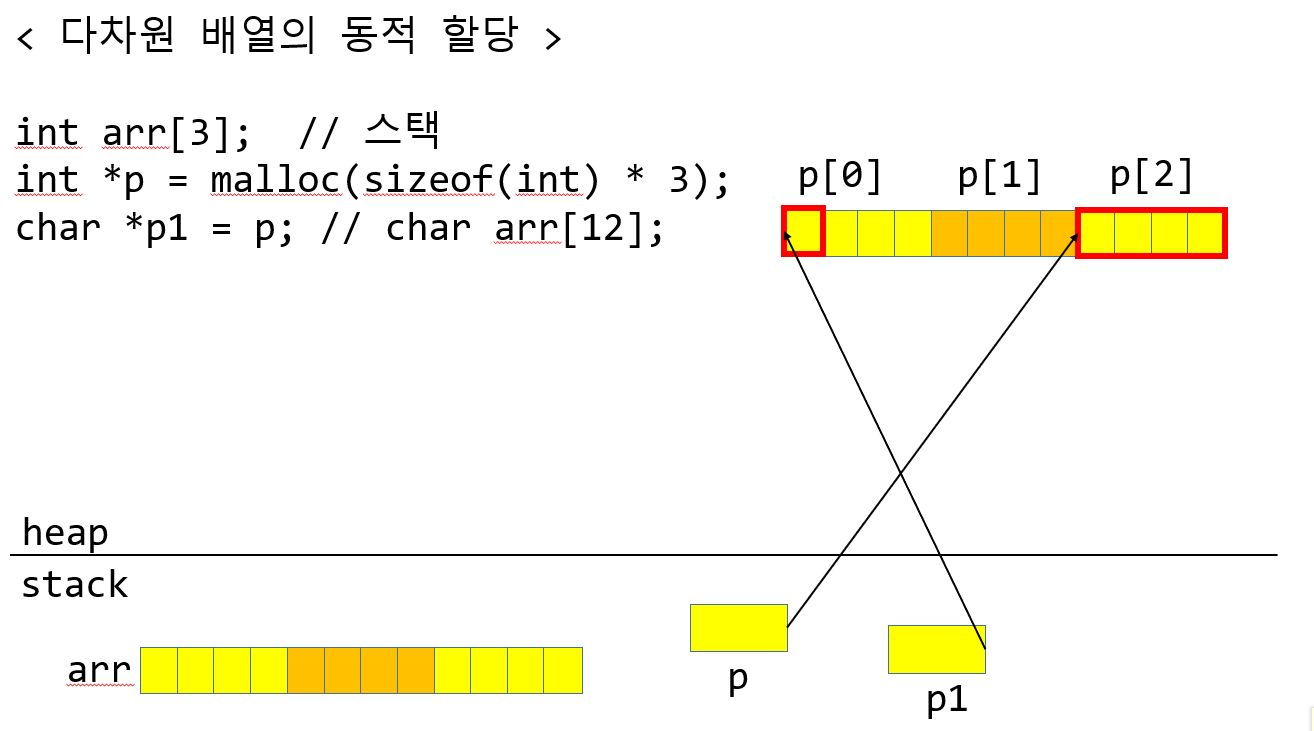 < 다차원 배열의 동적 할당 >
int arr[3];  // 스택
int *p = malloc(sizeof(int) * 3);
char *p1 = p; // char arr[12];
p[0] p[1] p[2]
heap
stack
arr
p
p1